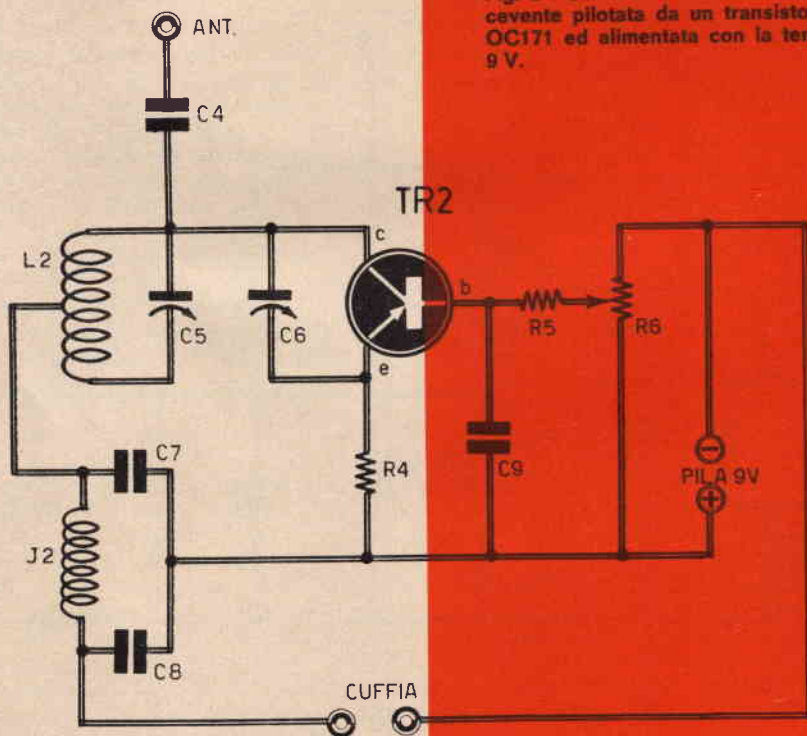 cevente pilotata da un transisto
OC171 ed alimentata con la ten
9 V.
ANT.
C4
TR2
L2
c
b
C5
C6
R5
R6
e
C7
R4
C9
PILA 9V
J2
C8
CUFFIA